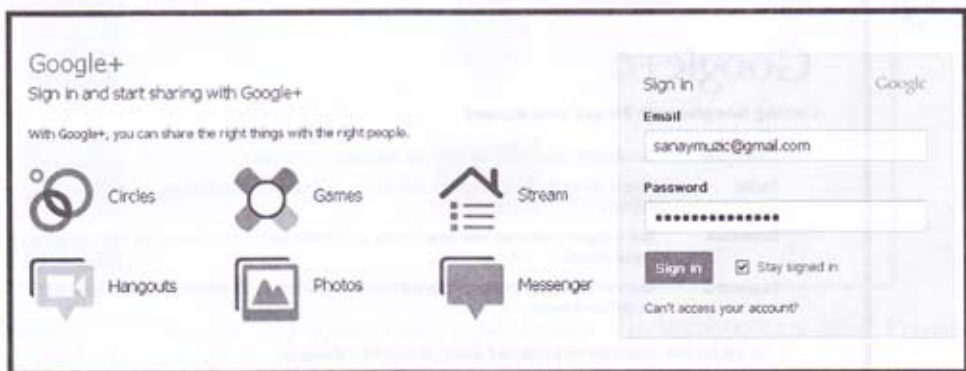 Google+
Sign in and start sharing with Google+
With Google+, you can share the right things with the right people.
Circles
Games
Stream
Hangouts
Photos
Messenger
Sign in
Google
Email
sanaymuzic@gmail.com
Password
••••••••••••••
Sign in
Stay signed in
Can't access your account?